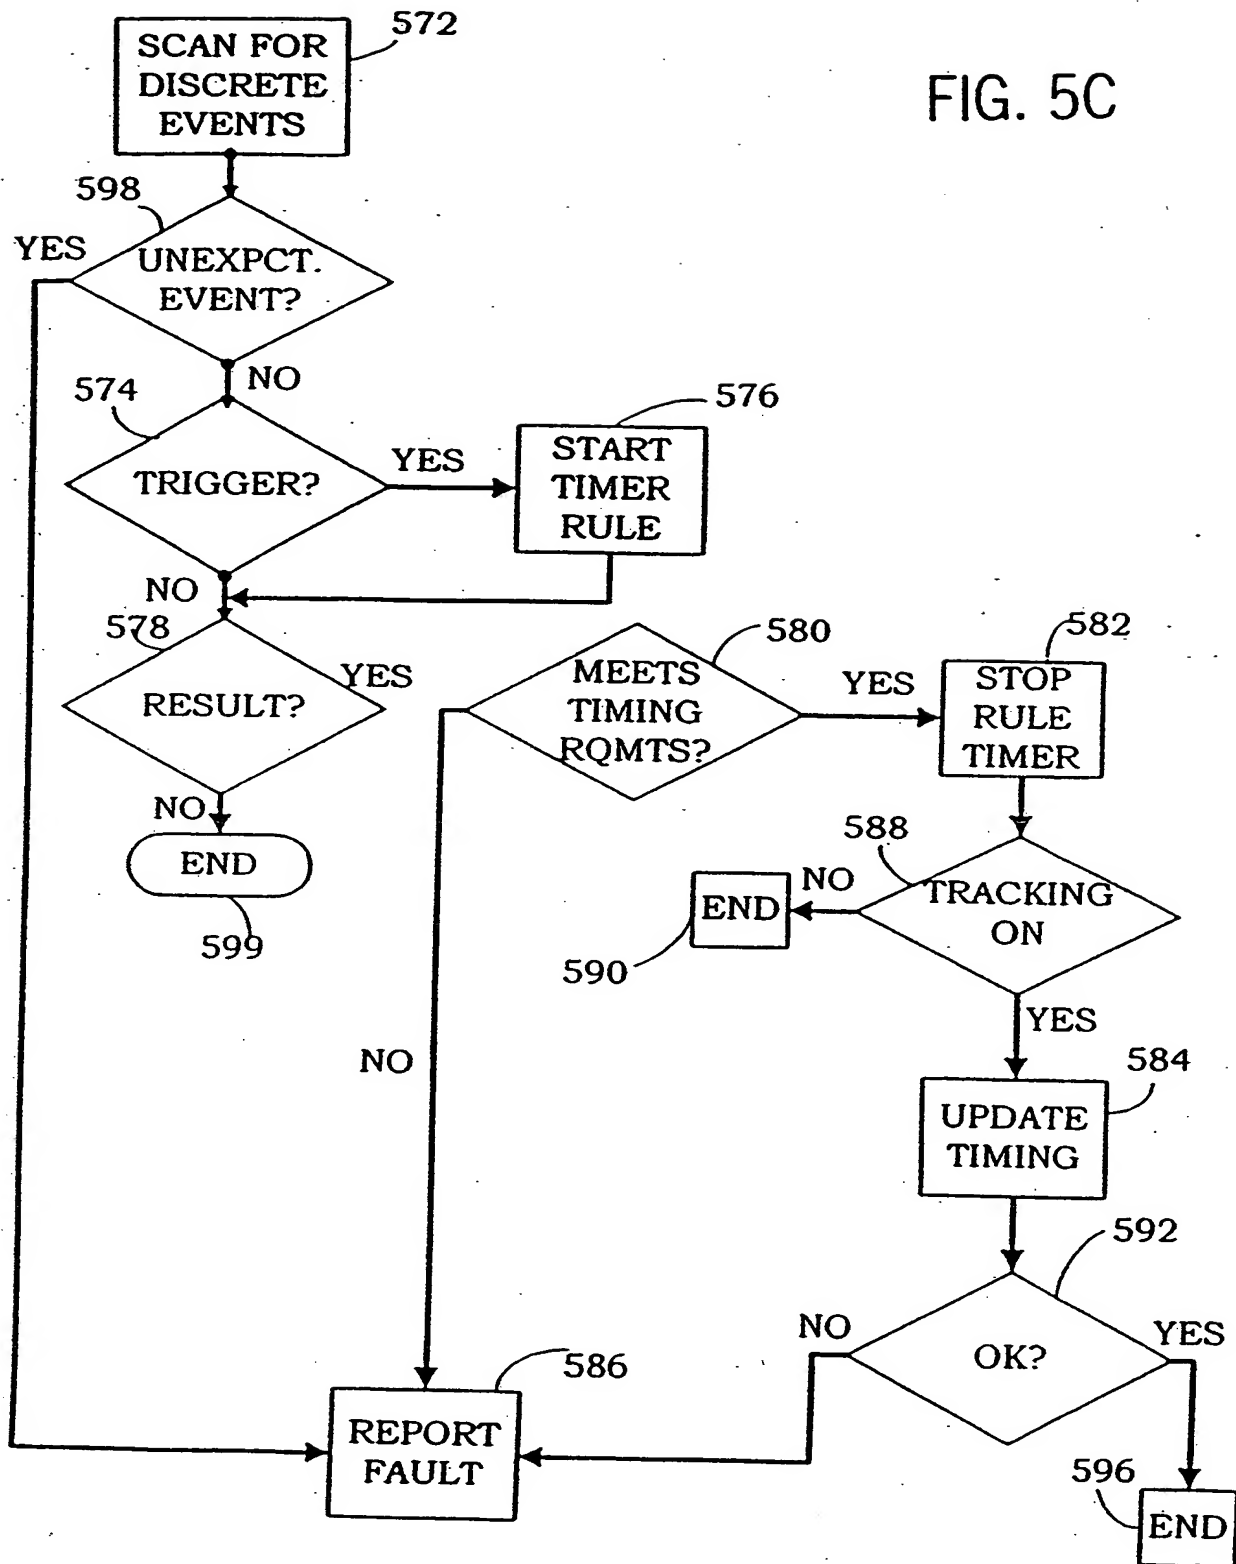 SCAN FOR
DISCRETE
EVENTS
572
FIG. 5C
598
YES
UNEXPCT.
EVENT?
NO
574
TRIGGER?
YES
576
START
TIMER
RULE
NO
578
RESULT?
YES
NO
END
599
580
MEETS
TIMING
RQMTS?
YES
582
STOP
RULE
TIMER
588
TRACKING
ON
NO
END
590
YES
NO
584
UPDATE
TIMING
592
OK?
NO
YES
586
REPORT
FAULT
596
END